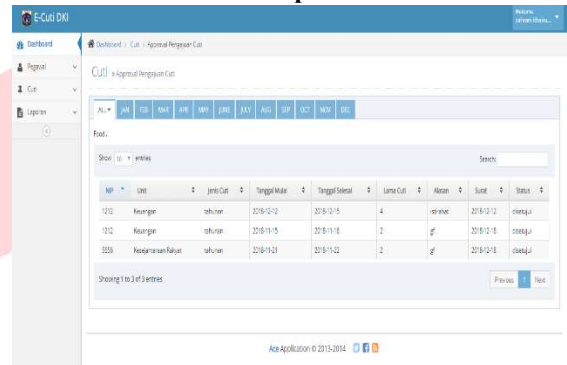 E-Cuti DKI
Welcome,
Dashboard
Dashboard > Cuti > Approval Pengajuan Cuti
Pegawai
Cuti » Approval Pengajuan Cuti
Cuti
Laporan
JAN FEB MAR APR MAY JUNE JULY AUG SEP OCT NOV DEC
Food,
Show 10 entries Search:
NIP Unit Jenis Cuti Tanggal Mulai Tanggal Selesai Lama Cuti Alasan Surat Status
1212 Keuangan tahunan 2018-12-12 2018-12-15 4 istirahat 2018-12-12 disetujui
1212 Keuangan tahunan 2018-11-15 2018-11-16 2 gf 2018-12-18 disetujui
5556 Kesejahteraan Rakyat tahunan 2018-11-21 2018-11-22 2 gf 2018-12-18 disetujui
Showing 1 to 3 of 3 entries Previous 1 Next
Ace Application © 2013-2014